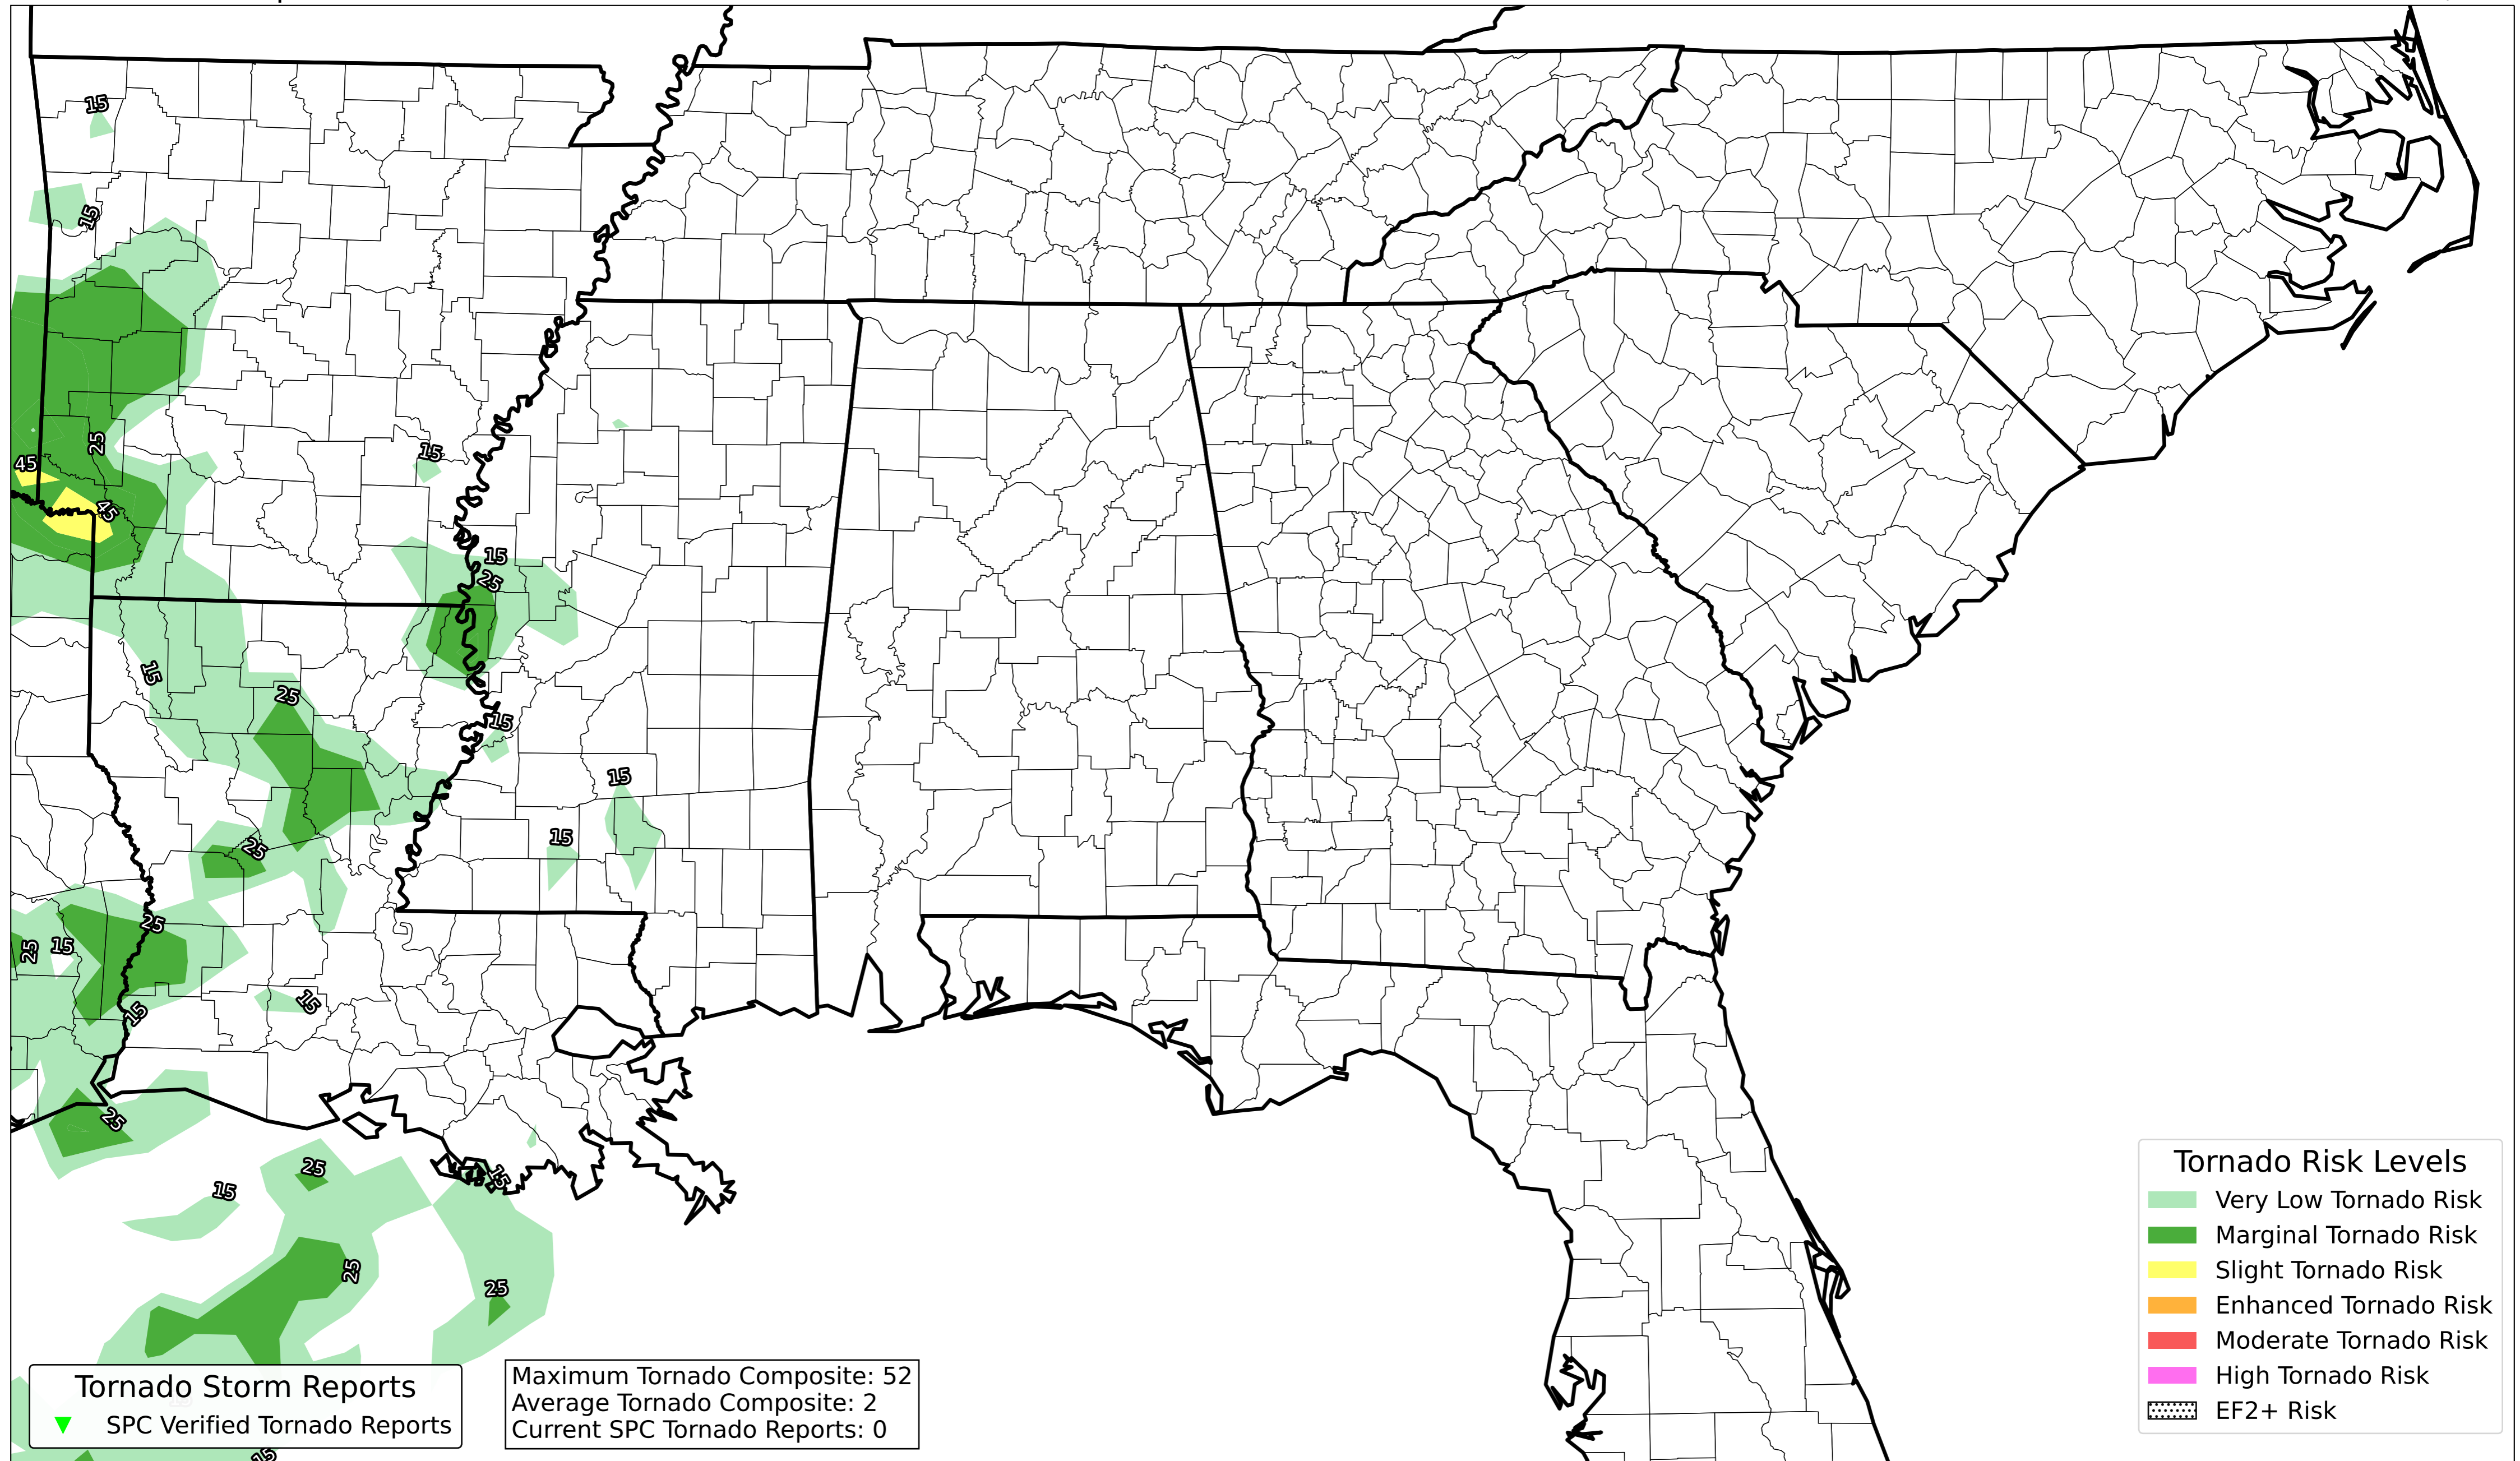 15
15
25
45
45
15
15
25
15
25
15
15
15
25
25
25
15
15
15
25
25
15
15
25
25
15
Tornado Risk Levels
Very Low Tornado Risk
Marginal Tornado Risk
Slight Tornado Risk
Enhanced Tornado Risk
Moderate Tornado Risk
High Tornado Risk
EF2+ Risk
Tornado Storm Reports
SPC Verified Tornado Reports
Maximum Tornado Composite: 52
Average Tornado Composite: 2
Current SPC Tornado Reports: 0
15